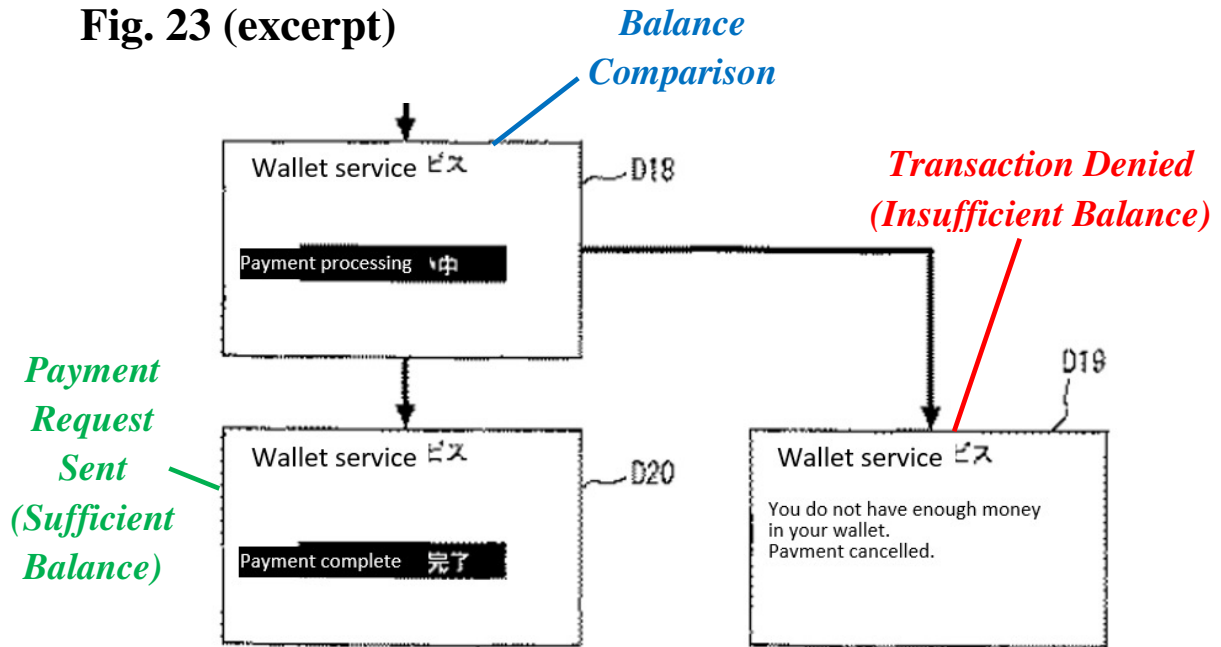 Fig. 23 (excerpt)
Balance
Comparison
Wallet service ビス
D18
Payment processing い中
Transaction Denied
(Insufficient Balance)
Payment
Request
Sent
(Sufficient
Balance)
Wallet service ビス
D20
Payment complete 完了
D19
Wallet service ビス
You do not have enough money
in your wallet.
Pavment cancelled.